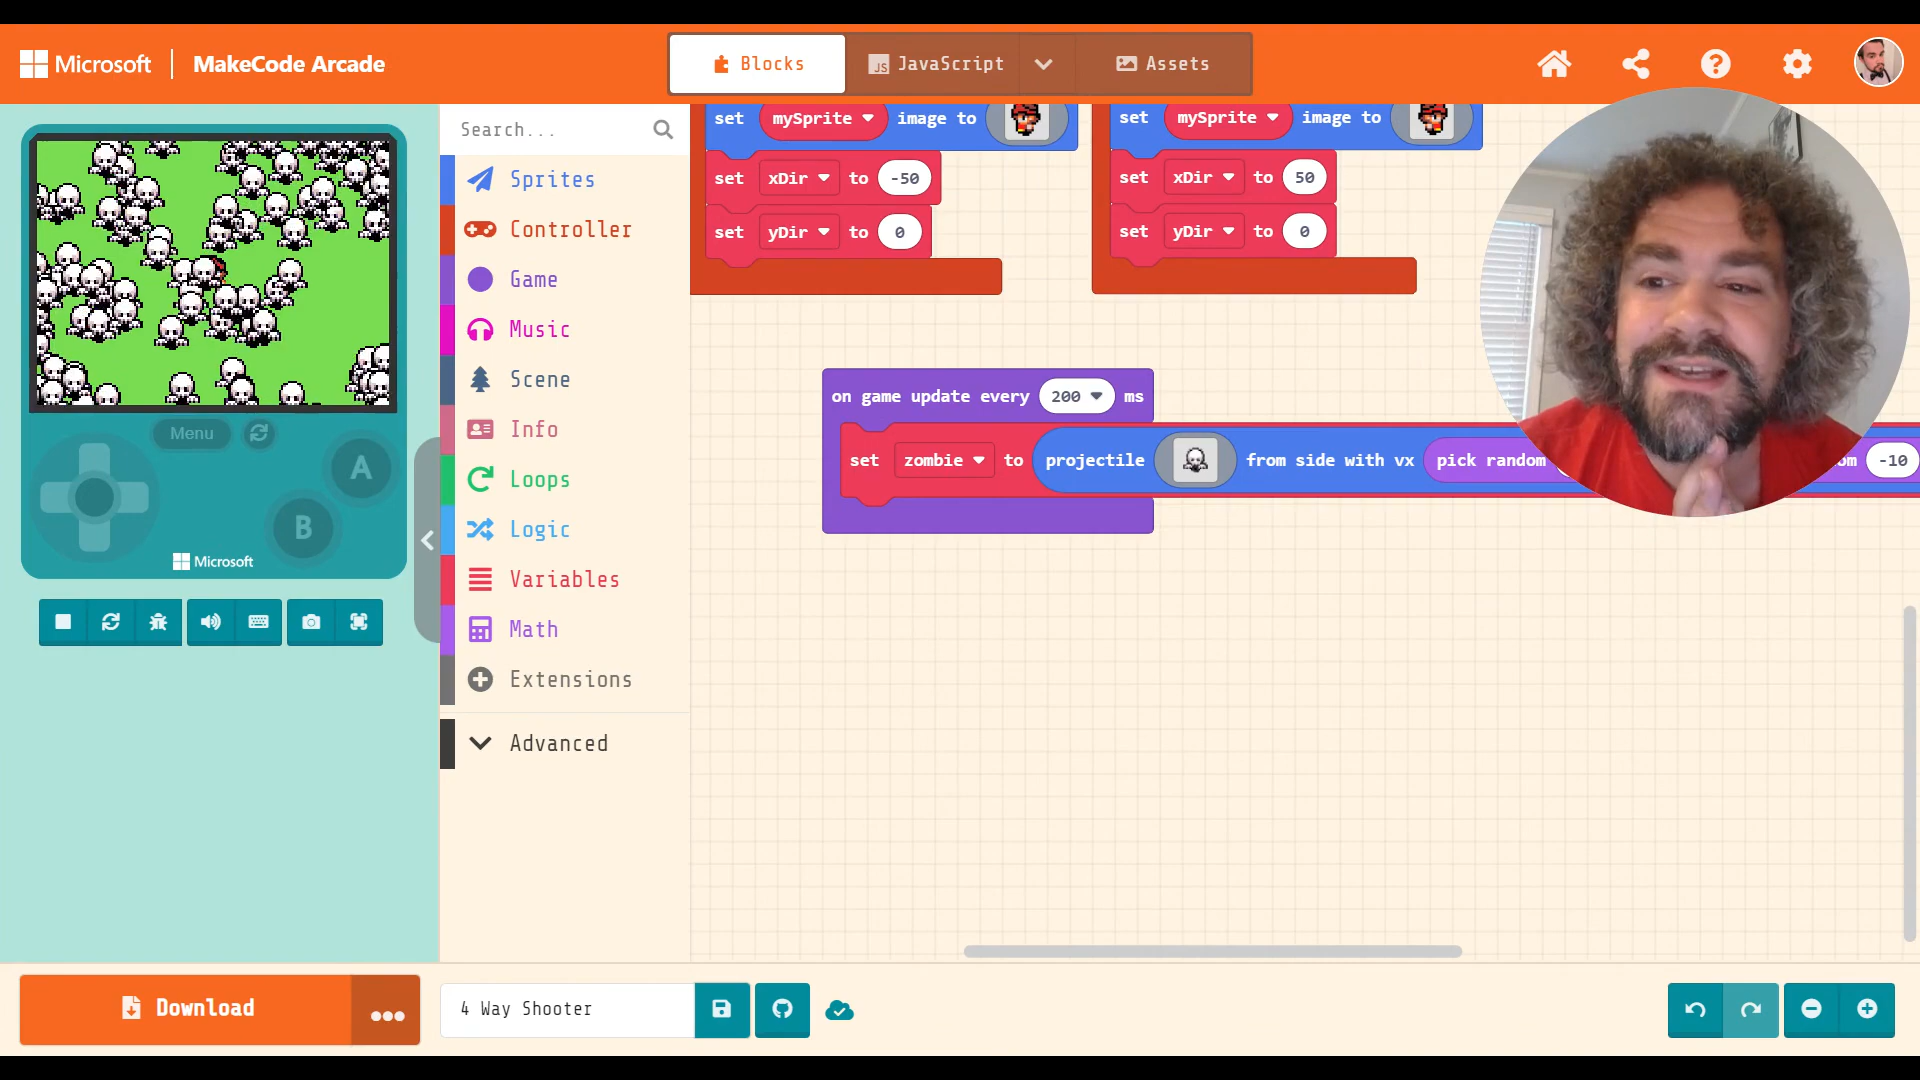 Microsoft
MakeCode Arcade
Blocks
JavaScript
Assets
Search...
Sprites
Controller
Game
Music
Scene
Info
Loops
Logic
Variables
Math
Extensions
Advanced
Menu
A
B
Microsoft
set mySprite image to
set xDir to -50
set yDir to 0
set mySprite image to
set xDir to 50
set yDir to 0
on game update every 200 ms
set zombie to projectile from side with vx pick random -10
Download
4 Way Shooter